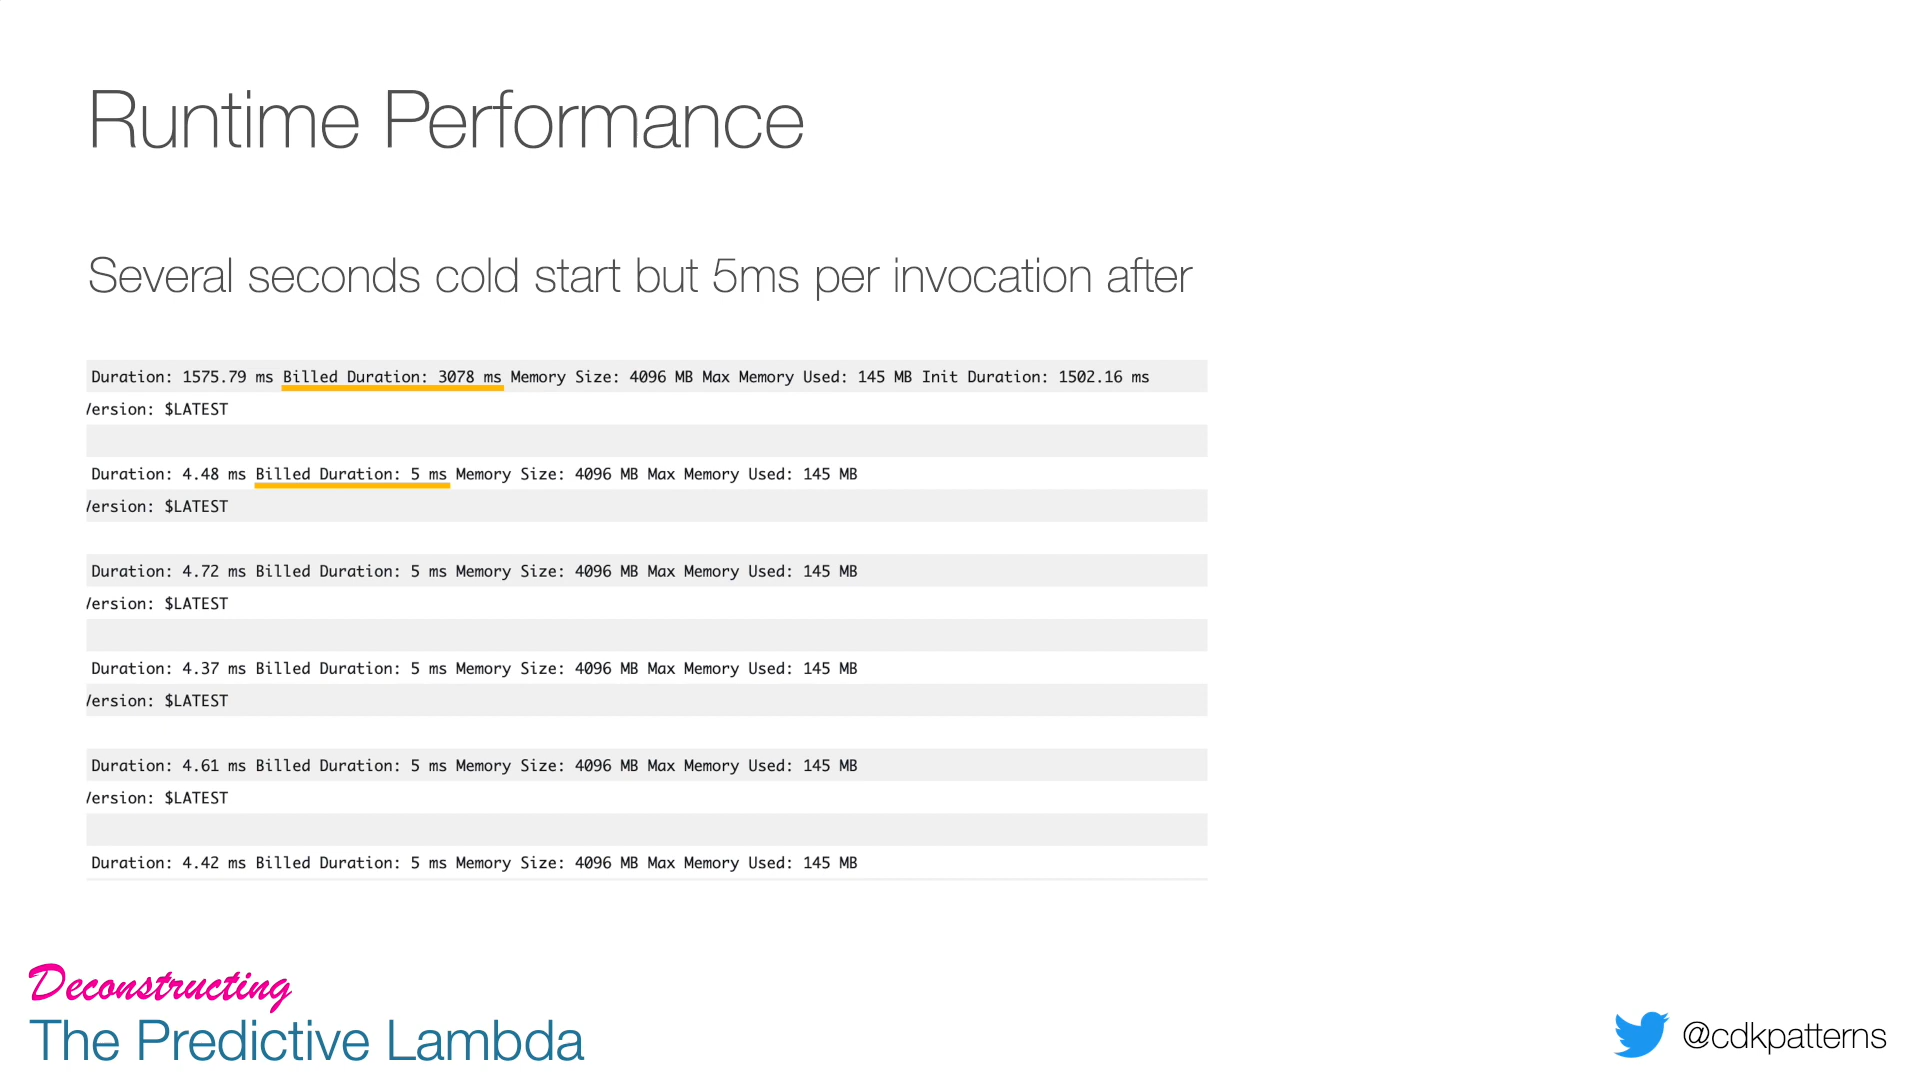 Runtime Performance
Several seconds cold start but 5ms per invocation after
Duration: 1575.79 ms Billed Duration: 3078 ms Memory Size: 4096 MB Max Memory Used: 145 MB Init Duration: 1502.16 ms
Version: $LATEST
Duration: 4.48 ms Billed Duration: 5 ms Memory Size: 4096 MB Max Memory Used: 145 MB
Version: $LATEST
Duration: 4.72 ms Billed Duration: 5 ms Memory Size: 4096 MB Max Memory Used: 145 MB
Version: $LATEST
Duration: 4.37 ms Billed Duration: 5 ms Memory Size: 4096 MB Max Memory Used: 145 MB
Version: $LATEST
Duration: 4.61 ms Billed Duration: 5 ms Memory Size: 4096 MB Max Memory Used: 145 MB
Version: $LATEST
Duration: 4.42 ms Billed Duration: 5 ms Memory Size: 4096 MB Max Memory Used: 145 MB
Deconstructing
The Predictive Lambda
@cdkpatterns